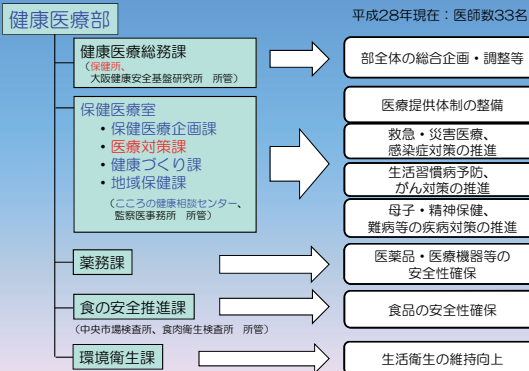 健康医療部
平成28年現在：医師数33名
健康医療総務課
（保健所、
大阪健康安全基盤研究所 所管）
部全体の総合企画・調整等
保健医療室
・保健医療企画課
・医療対策課
・健康づくり課
・地域保健課
（こころの健康相談センター、
監察医事務所 所管）
医療提供体制の整備
救急・災害医療、
感染症対策の推進
生活習慣病予防、
がん対策の推進
母子・精神保健、
難病等の疾病対策の推進
薬務課
医薬品・医療機器等の
安全性確保
食の安全推進課
（中央市場検査所、食肉衛生検査所 所管）
食品の安全性確保
環境衛生課
生活衛生の維持向上